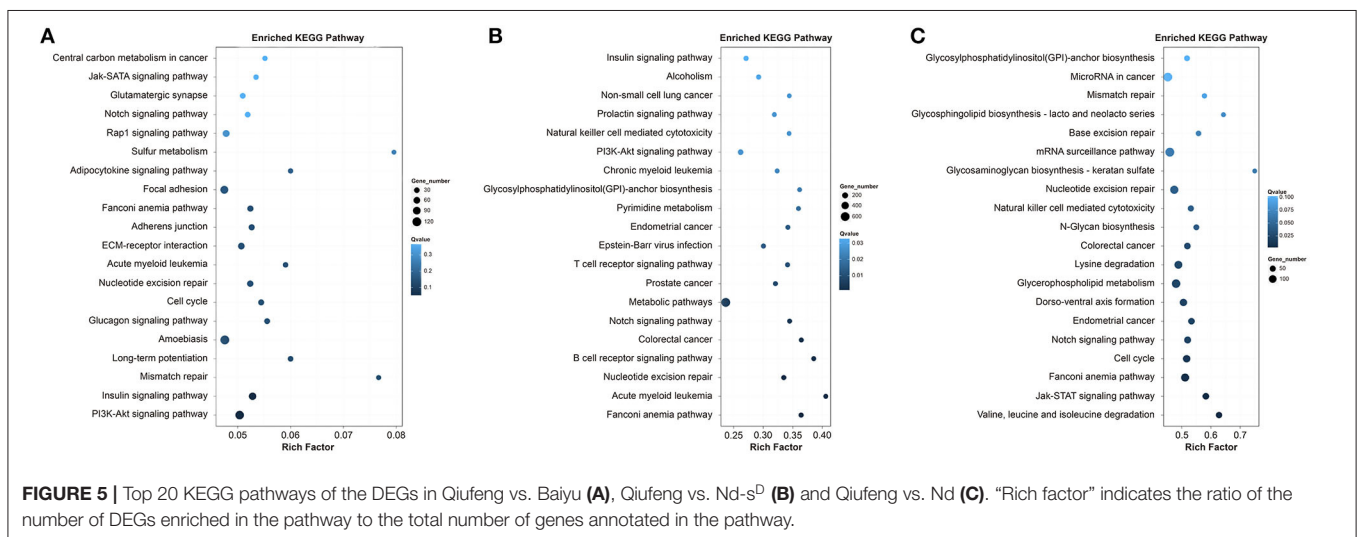 A
Enriched KEGG Pathway
Central carbon metabolism in cancer
Jak-SATA signaling pathway
Glutamergic synapse
Notch signaling pathway
Rap1 signaling pathway
Sulfur metabolism
Adipocytokine signaling pathway
Focal adhesion
Fanconi anemia pathway
Adherens junction
ECM-receptor interaction
Acute myeloid leukemia
Nucleotide excision repair
Cell cycle
Glucagon signaling pathway
Amoebiasis
Long-term potentiation
Mismatch repair
Insulin signaling pathway
PI3K-Akt signaling pathway
0.05 0.06 0.07 0.08
Rich Factor
Gene_number
30
60
90
120
Qvalue
0.3
0.2
0.1
B
Enriched KEGG Pathway
Insulin signaling pathway
Alcoholism
Non-small cell lung cancer
Prolactin signaling pathway
Natural keiller cell mediated cytotoxicity
PI3K-Akt signaling pathway
Chronic myeloid leukemia
Glycosylphosphatidylinositol(GPI)-anchor biosynthesis
Pyrimidine metabolism
Endometrial cancer
Epstein-Barr virus infection
T cell receptor signaling pathway
Prostate cancer
Metabolic pathways
Notch signaling pathway
Colorectal cancer
B cell receptor signaling pathway
Nucleotide excision repair
Acute myeloid leukemia
Fanconi anemia pathway
0.25 0.30 0.35 0.40
Rich Factor
Gene_number
200
400
600
Qvalue
0.03
0.02
0.01
C
Enriched KEGG Pathway
Glycosylphosphatidylinositol(GPI)-anchor biosynthesis
MicroRNA in cancer
Mismatch repair
Glycosphingolipid biosynthesis - lacto and neolacto series
Base excision repair
mRNA surceillance pathway
Glycosaminoglycan biosynthesis - keratan sulfate
Nucleotide excision repair
Natural killer cell mediated cytotoxicity
N-Glycan biosynthesis
Colorectal cancer
Lysine degradation
Glycerophospholipid metabolism
Dorso-ventral axis formation
Endometrial cancer
Notch signaling pathway
Cell cycle
Fanconi anemia pathway
Jak-STAT signaling pathway
Valine, leucine and isoleucine degradation
0.5 0.6 0.7
Rich Factor
Qvalue
0.100
0.075
0.050
0.025
Gene_number
50
100
FIGURE 5 | Top 20 KEGG pathways of the DEGs in Qiufeng vs. Baiyu (A), Qiufeng vs. Nd-sᴰ (B) and Qiufeng vs. Nd (C). “Rich factor” indicates the ratio of the
number of DEGs enriched in the pathway to the total number of genes annotated in the pathway.